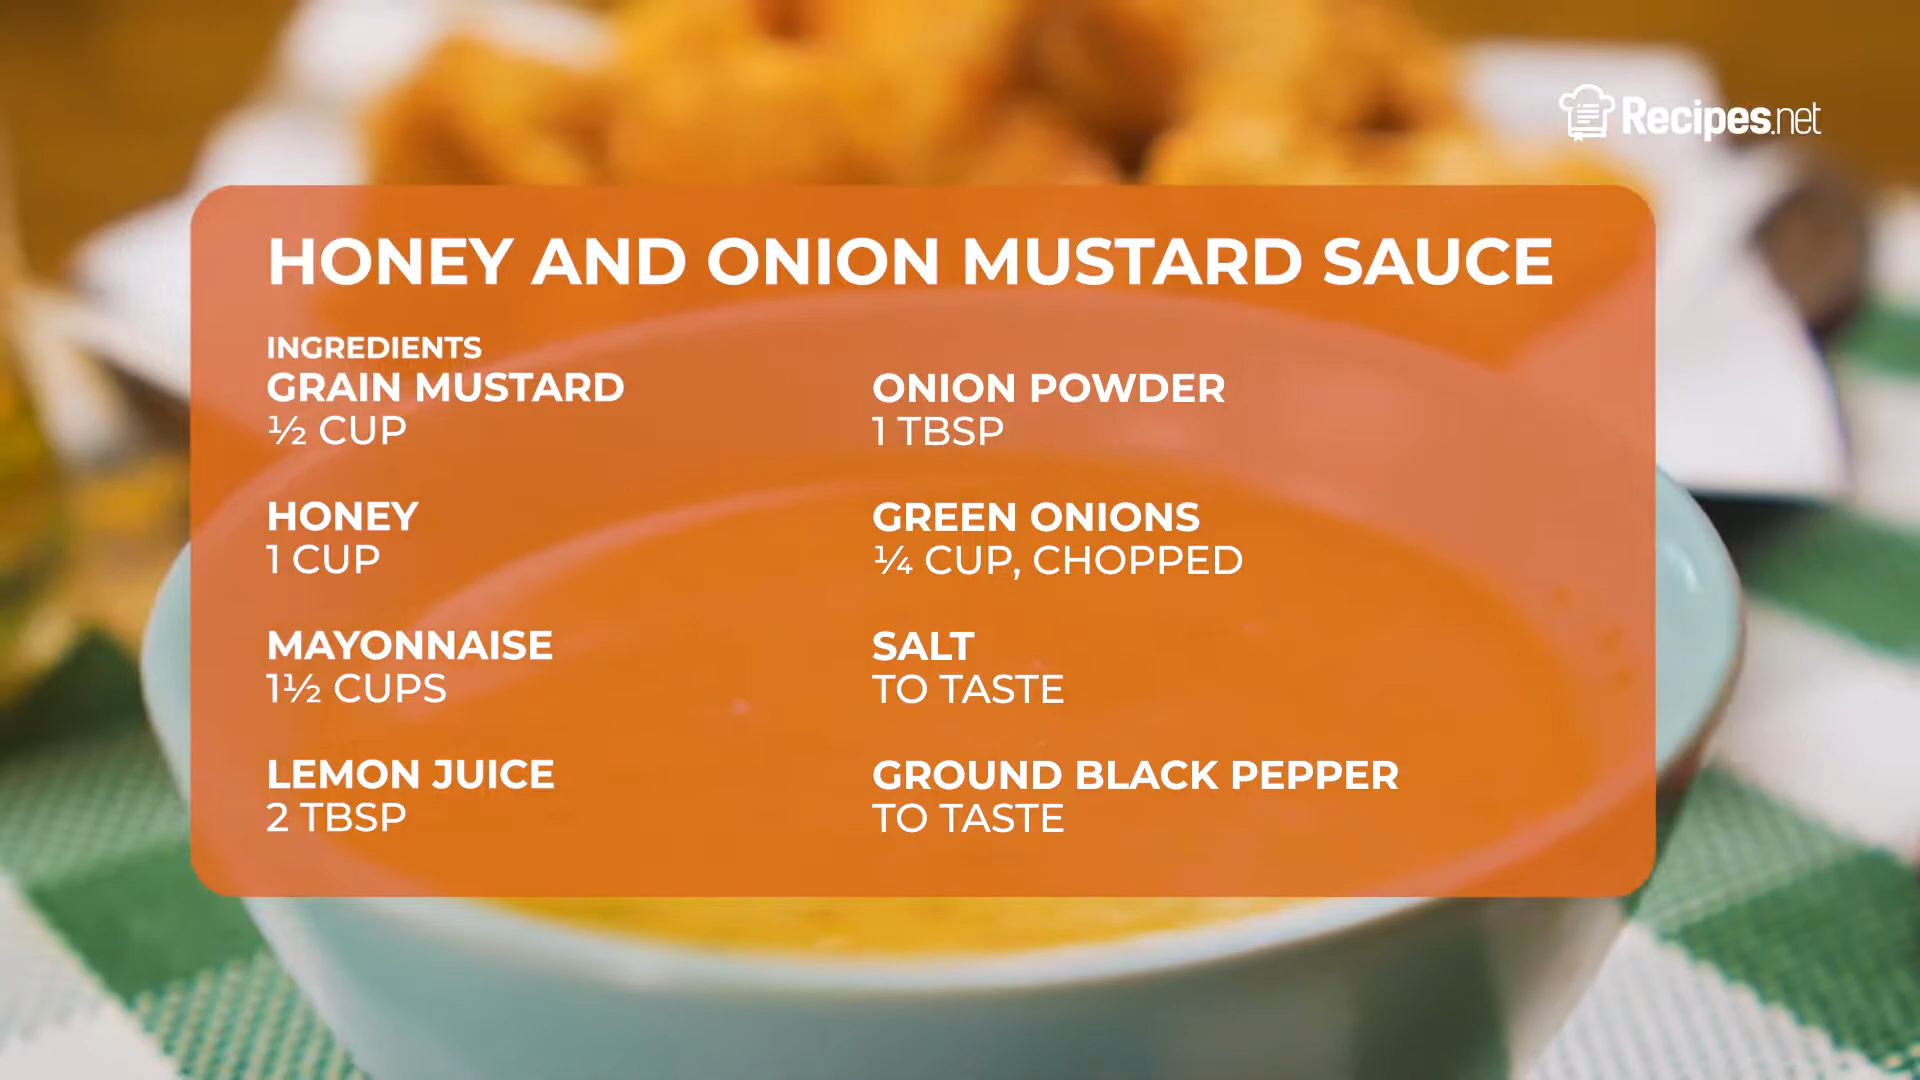 Recipes.net
HONEY AND ONION MUSTARD SAUCE
INGREDIENTS
GRAIN MUSTARD
½ CUP
HONEY
1 CUP
MAYONNAISE
1½ CUPS
LEMON JUICE
2 TBSP
ONION POWDER
1 TBSP
GREEN ONIONS
¼ CUP, CHOPPED
SALT
TO TASTE
GROUND BLACK PEPPER
TO TASTE